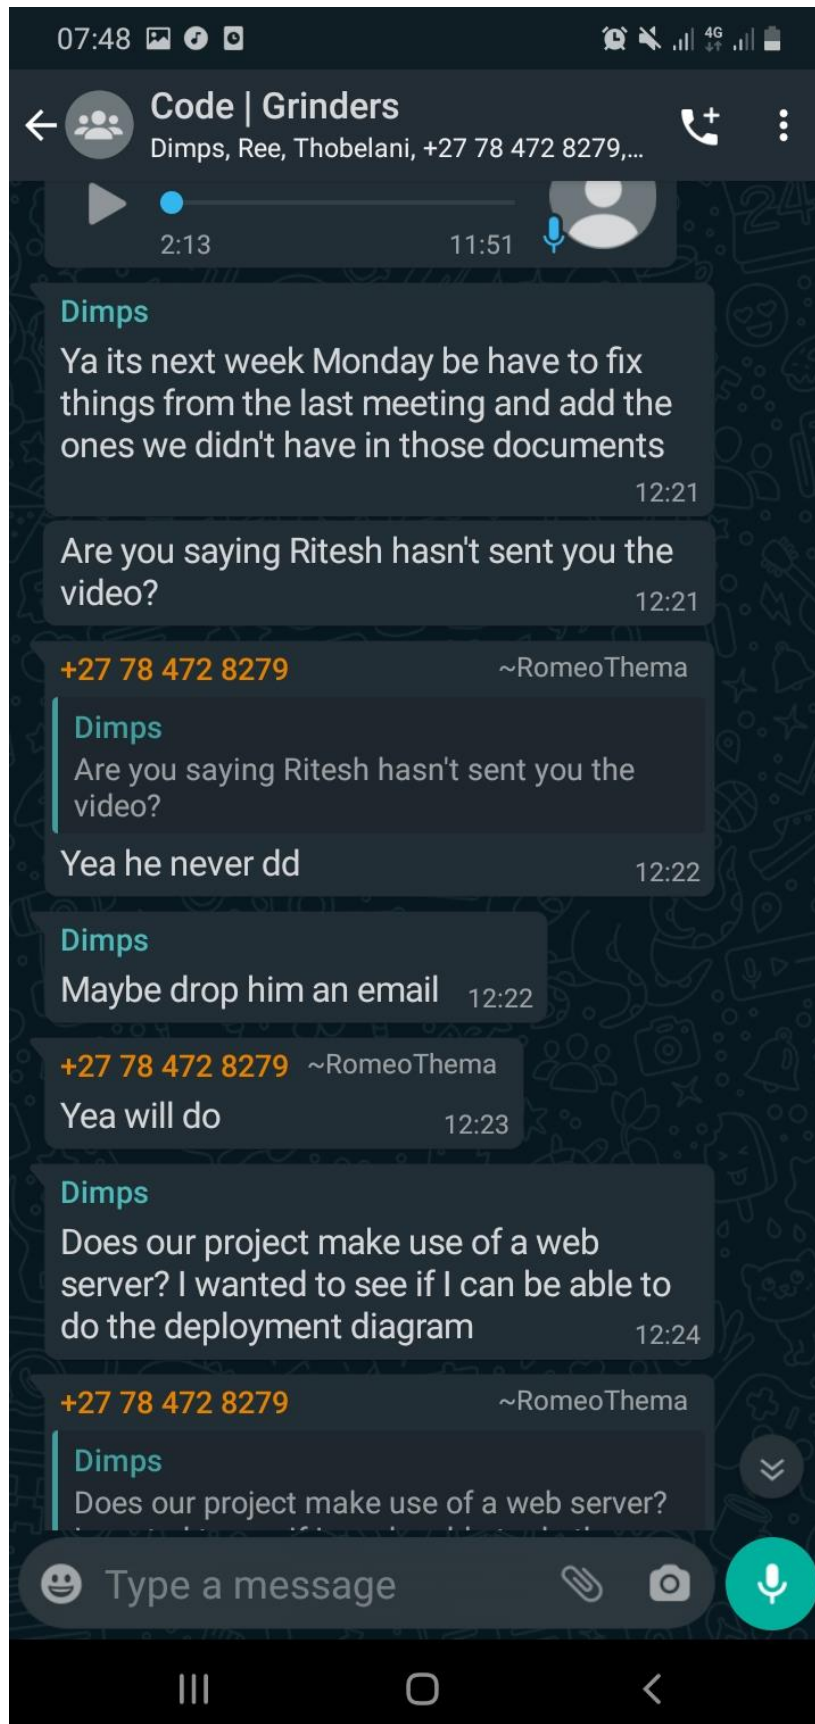 07:48
4G
Code | Grinders
Dimps, Ree, Thobelani, +27 78 472 8279,...
2:13 11:51
Dimps
Ya its next week Monday be have to fix
things from the last meeting and add the
ones we didn't have in those documents
12:21
Are you saying Ritesh hasn't sent you the
video?
12:21
+27 78 472 8279 ~RomeoThema
Dimps
Are you saying Ritesh hasn't sent you the
video?
Yea he never dd
12:22
Dimps
Maybe drop him an email 12:22
+27 78 472 8279 ~RomeoThema
Yea will do 12:23
Dimps
Does our project make use of a web
server? I wanted to see if I can be able to
do the deployment diagram
12:24
+27 78 472 8279 ~RomeoThema
Dimps
Does our project make use of a web server?
Type a message